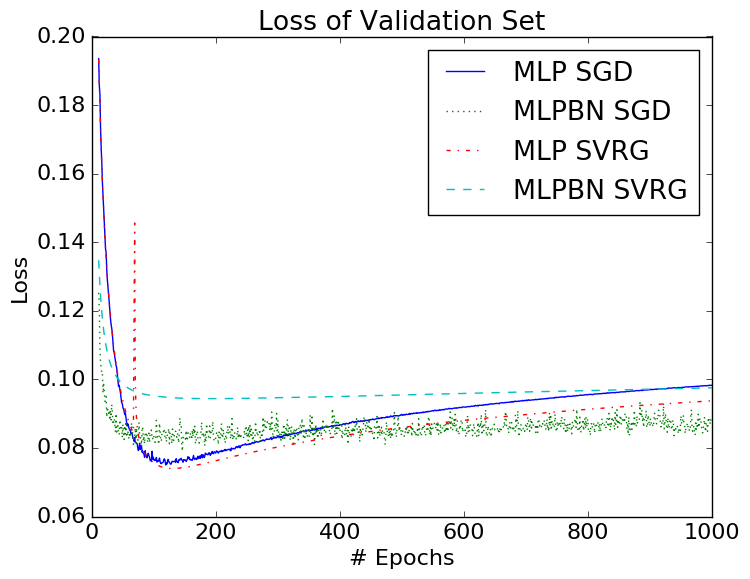 Loss of Validation Set
0.20
0.18
0.16
0.14
0.12
0.10
0.08
0.06
Loss
MLP SGD
MLPBN SGD
MLP SVRG
MLPBN SVRG
0 200 400 600 800 1000
# Epochs